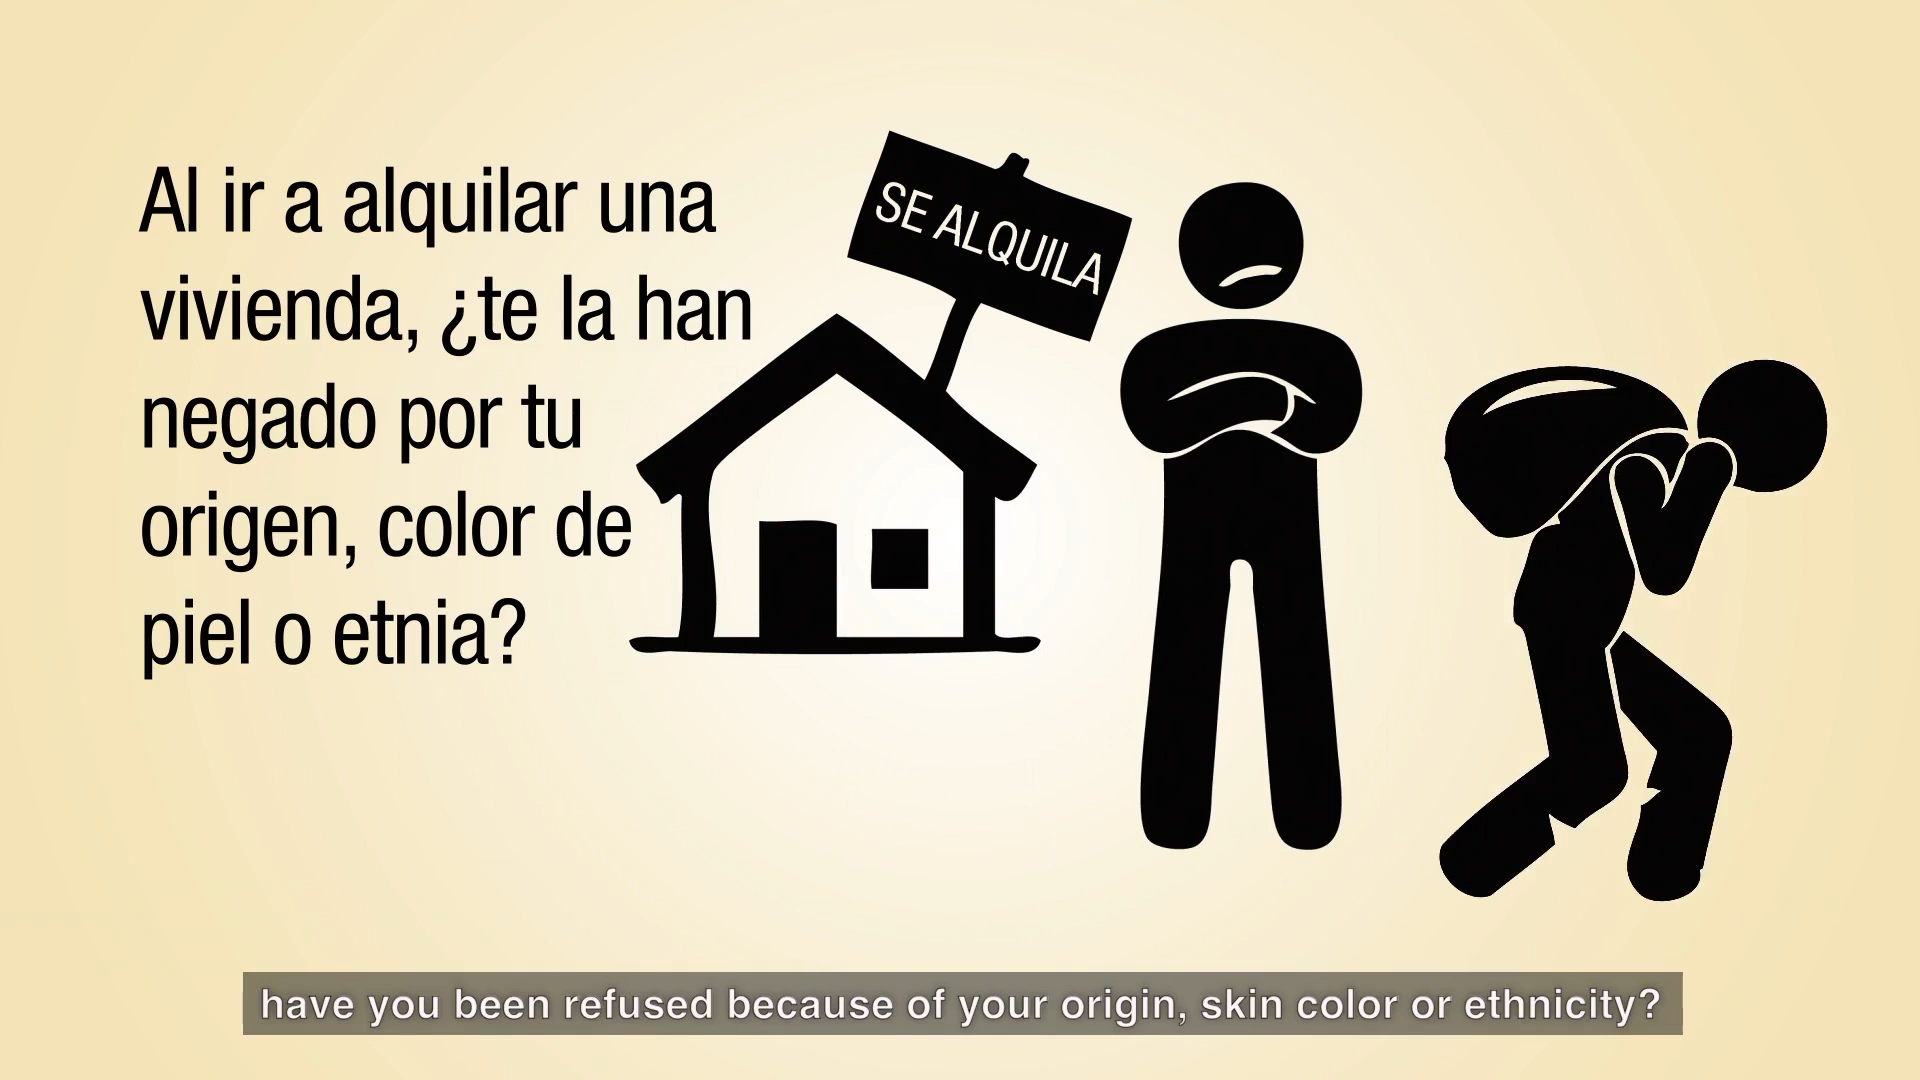 Al ir a alquilar una
vivienda, ¿te la han
negado por tu
origen, color de
piel o etnia?
SE ALQUILA
have you been refused because of your origin, skin color or ethnicity?